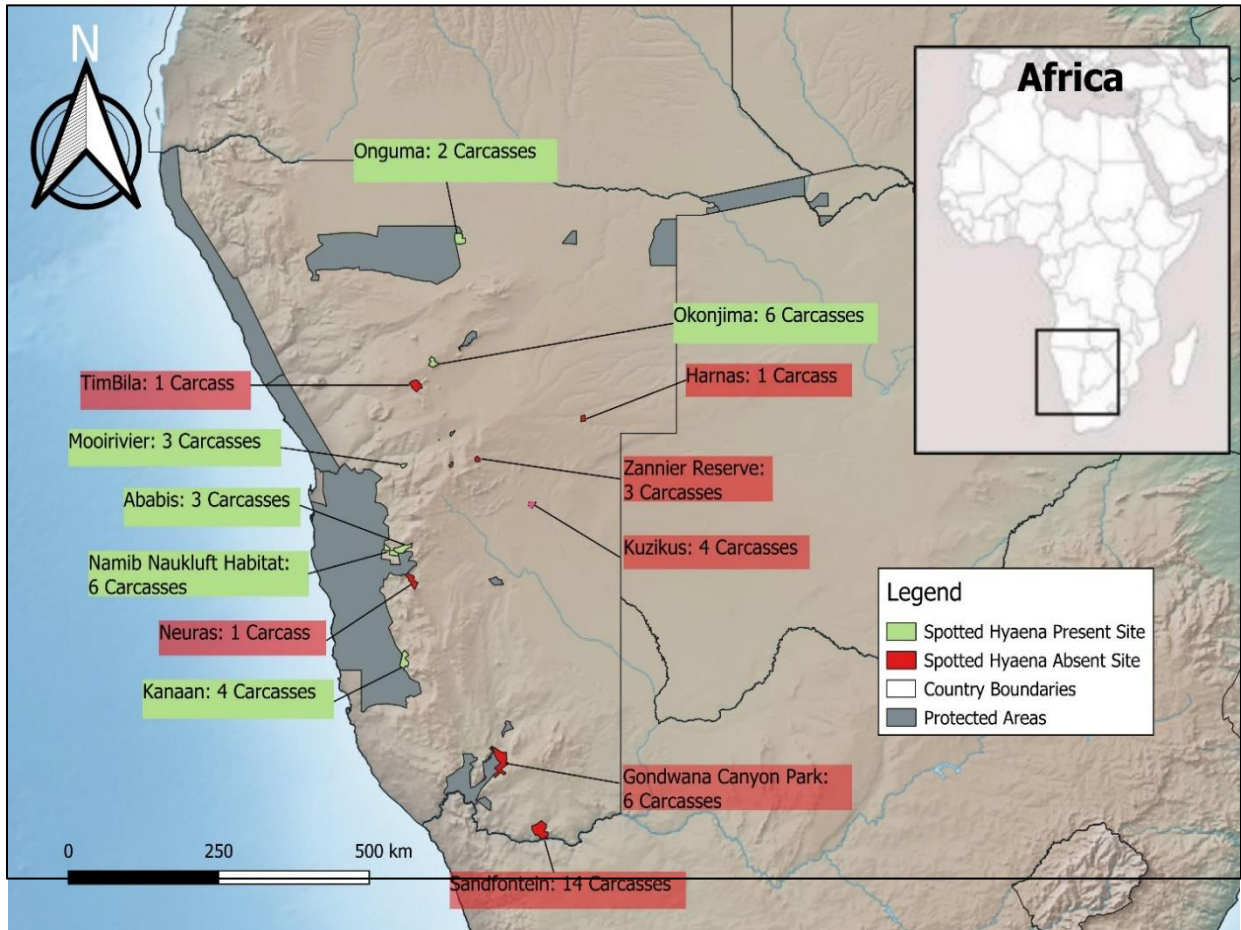 N
Africa
Onguma: 2 Carcasses
Okonjima: 6 Carcasses
TimBila: 1 Carcass
Harnas: 1 Carcass
Mooirivier: 3 Carcasses
Zannier Reserve:
3 Carcasses
Ababis: 3 Carcasses
Kuzikus: 4 Carcasses
Namib Naukluft Habitat:
6 Carcasses
Neuras: 1 Carcass
Kanaan: 4 Carcasses
Legend
Spotted Hyaena Present Site
Spotted Hyaena Absent Site
Country Boundaries
Protected Areas
Gondwana Canyon Park:
6 Carcasses
0 250 500 km
Sandfontein: 14 Carcasses